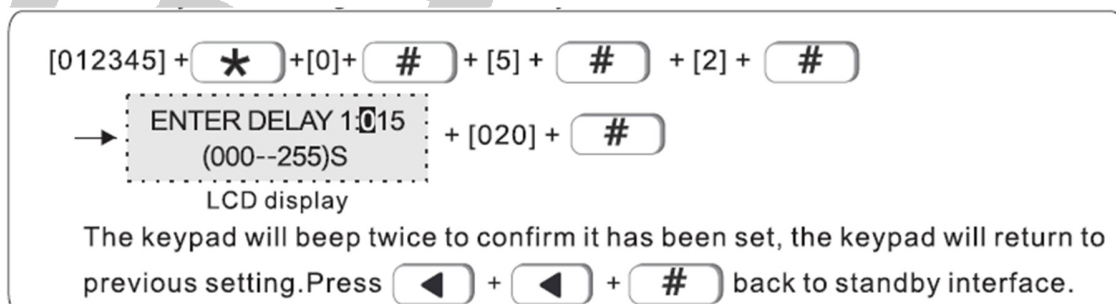 [012345] + * +[0]+ # + [5] + # + [2] + #
→ ENTER DELAY 1:015 + [020] + #
(000--255)S
LCD display
The keypad will beep twice to confirm it has been set, the keypad will return to
previous setting.Press ◀ + ◀ + # back to standby interface.